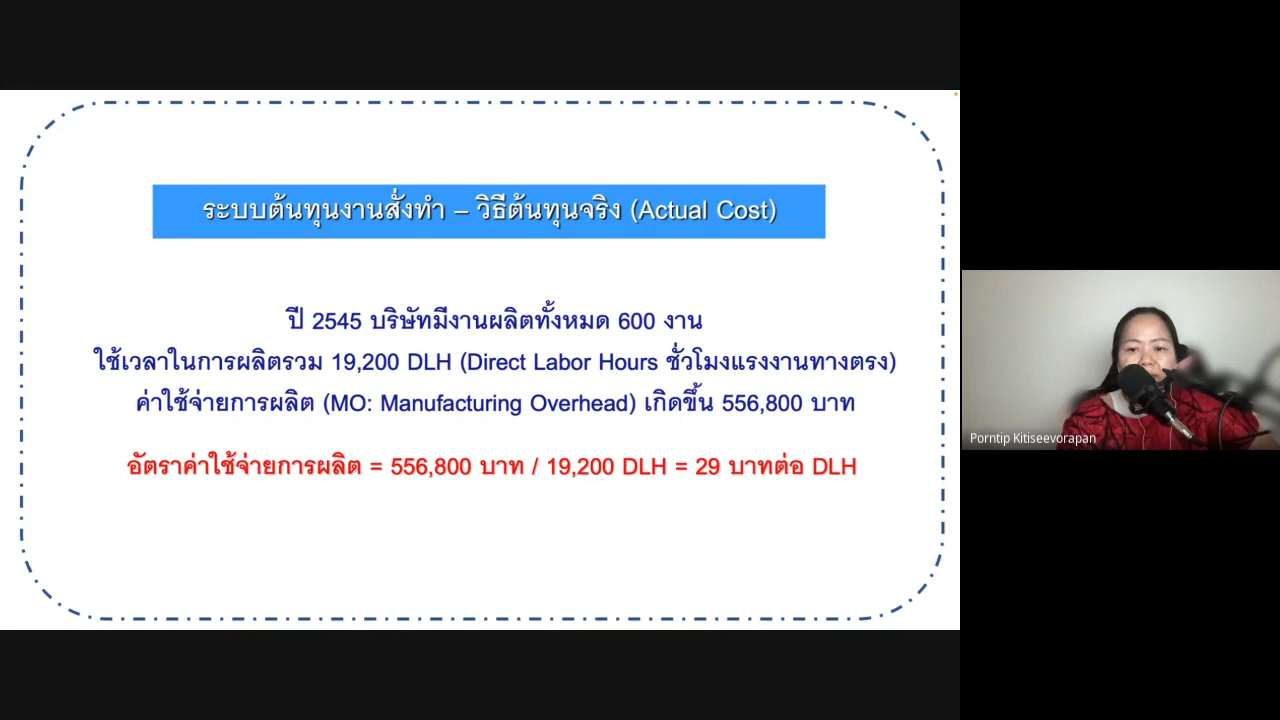 ระบบต้นทุนงานสั่งทำ – วิธีต้นทุนจริง (Actual Cost)
ปี 2545 บริษัทมีงานผลิตทั้งหมด 600 งาน
ใช้เวลาในการผลิตรวม 19,200 DLH (Direct Labor Hours ชั่วโมงแรงงานทางตรง)
ค่าใช้จ่ายการผลิต (MO: Manufacturing Overhead) เกิดขึ้น 556,800 บาท
อัตราค่าใช้จ่ายการผลิต = 556,800 บาท / 19,200 DLH = 29 บาทต่อ DLH
Porntip Kitiseevorapan